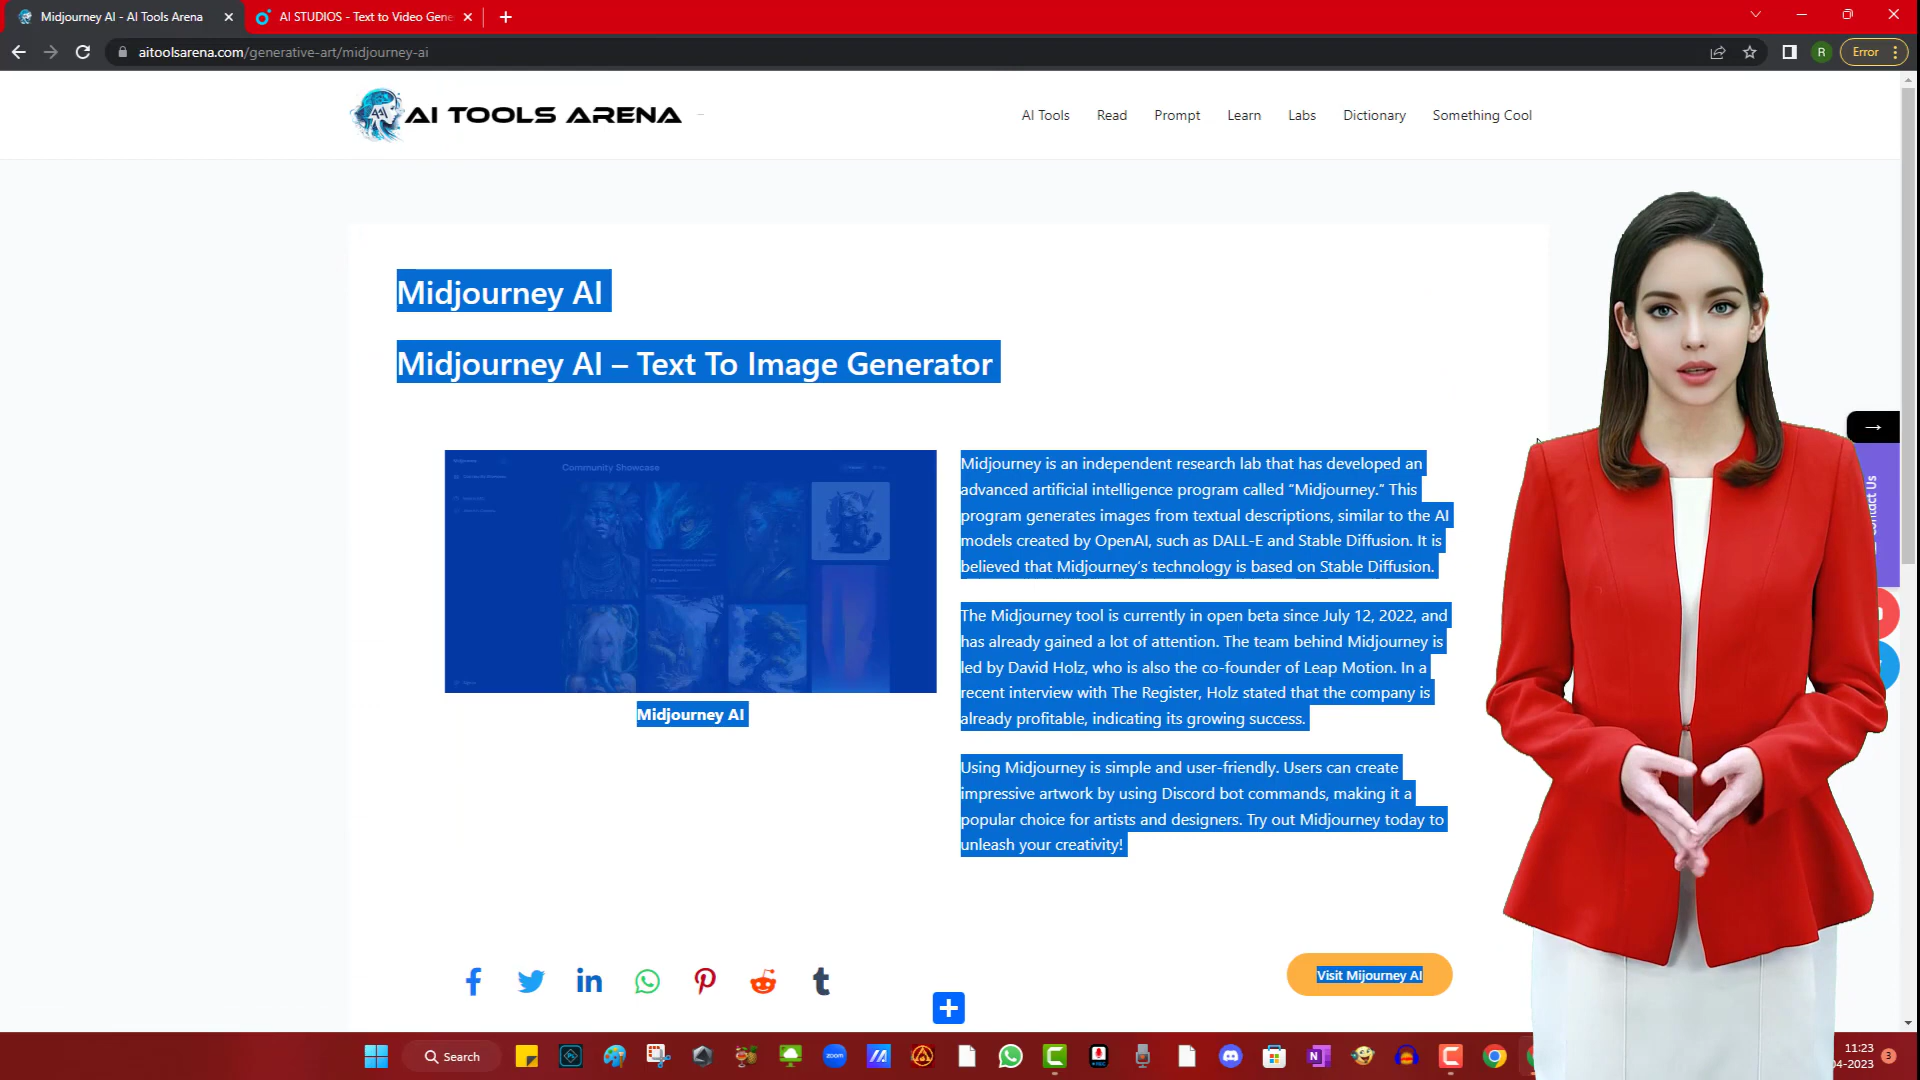 Midjourney AI - AI Tools Arena
AI STUDIOS - Text to Video Gene
aitoolsarena.com/generative-art/midjourney-ai
R
Error
AI TOOLS ARENA
AI Tools
Read
Prompt
Learn
Labs
Dictionary
Something Cool
Midjourney AI
Midjourney AI – Text To Image Generator
Community Showcase
Midjourney AI
Midjourney is an independent research lab that has developed an
advanced artificial intelligence program called “Midjourney.” This
program generates images from textual descriptions, similar to the AI
models created by OpenAI, such as DALL-E and Stable Diffusion. It is
believed that Midjourney’s technology is based on Stable Diffusion.
The Midjourney tool is currently in open beta since July 12, 2022, and
has already gained a lot of attention. The team behind Midjourney is
led by David Holz, who is also the co-founder of Leap Motion. In a
recent interview with The Register, Holz stated that the company is
already profitable, indicating its growing success.
Using Midjourney is simple and user-friendly. Users can create
impressive artwork by using Discord bot commands, making it a
popular choice for artists and designers. Try out Midjourney today to
unleash your creativity!
→
Contact Us
Visit Mijourney AI
Search
zoom
11:23
04-2023
3